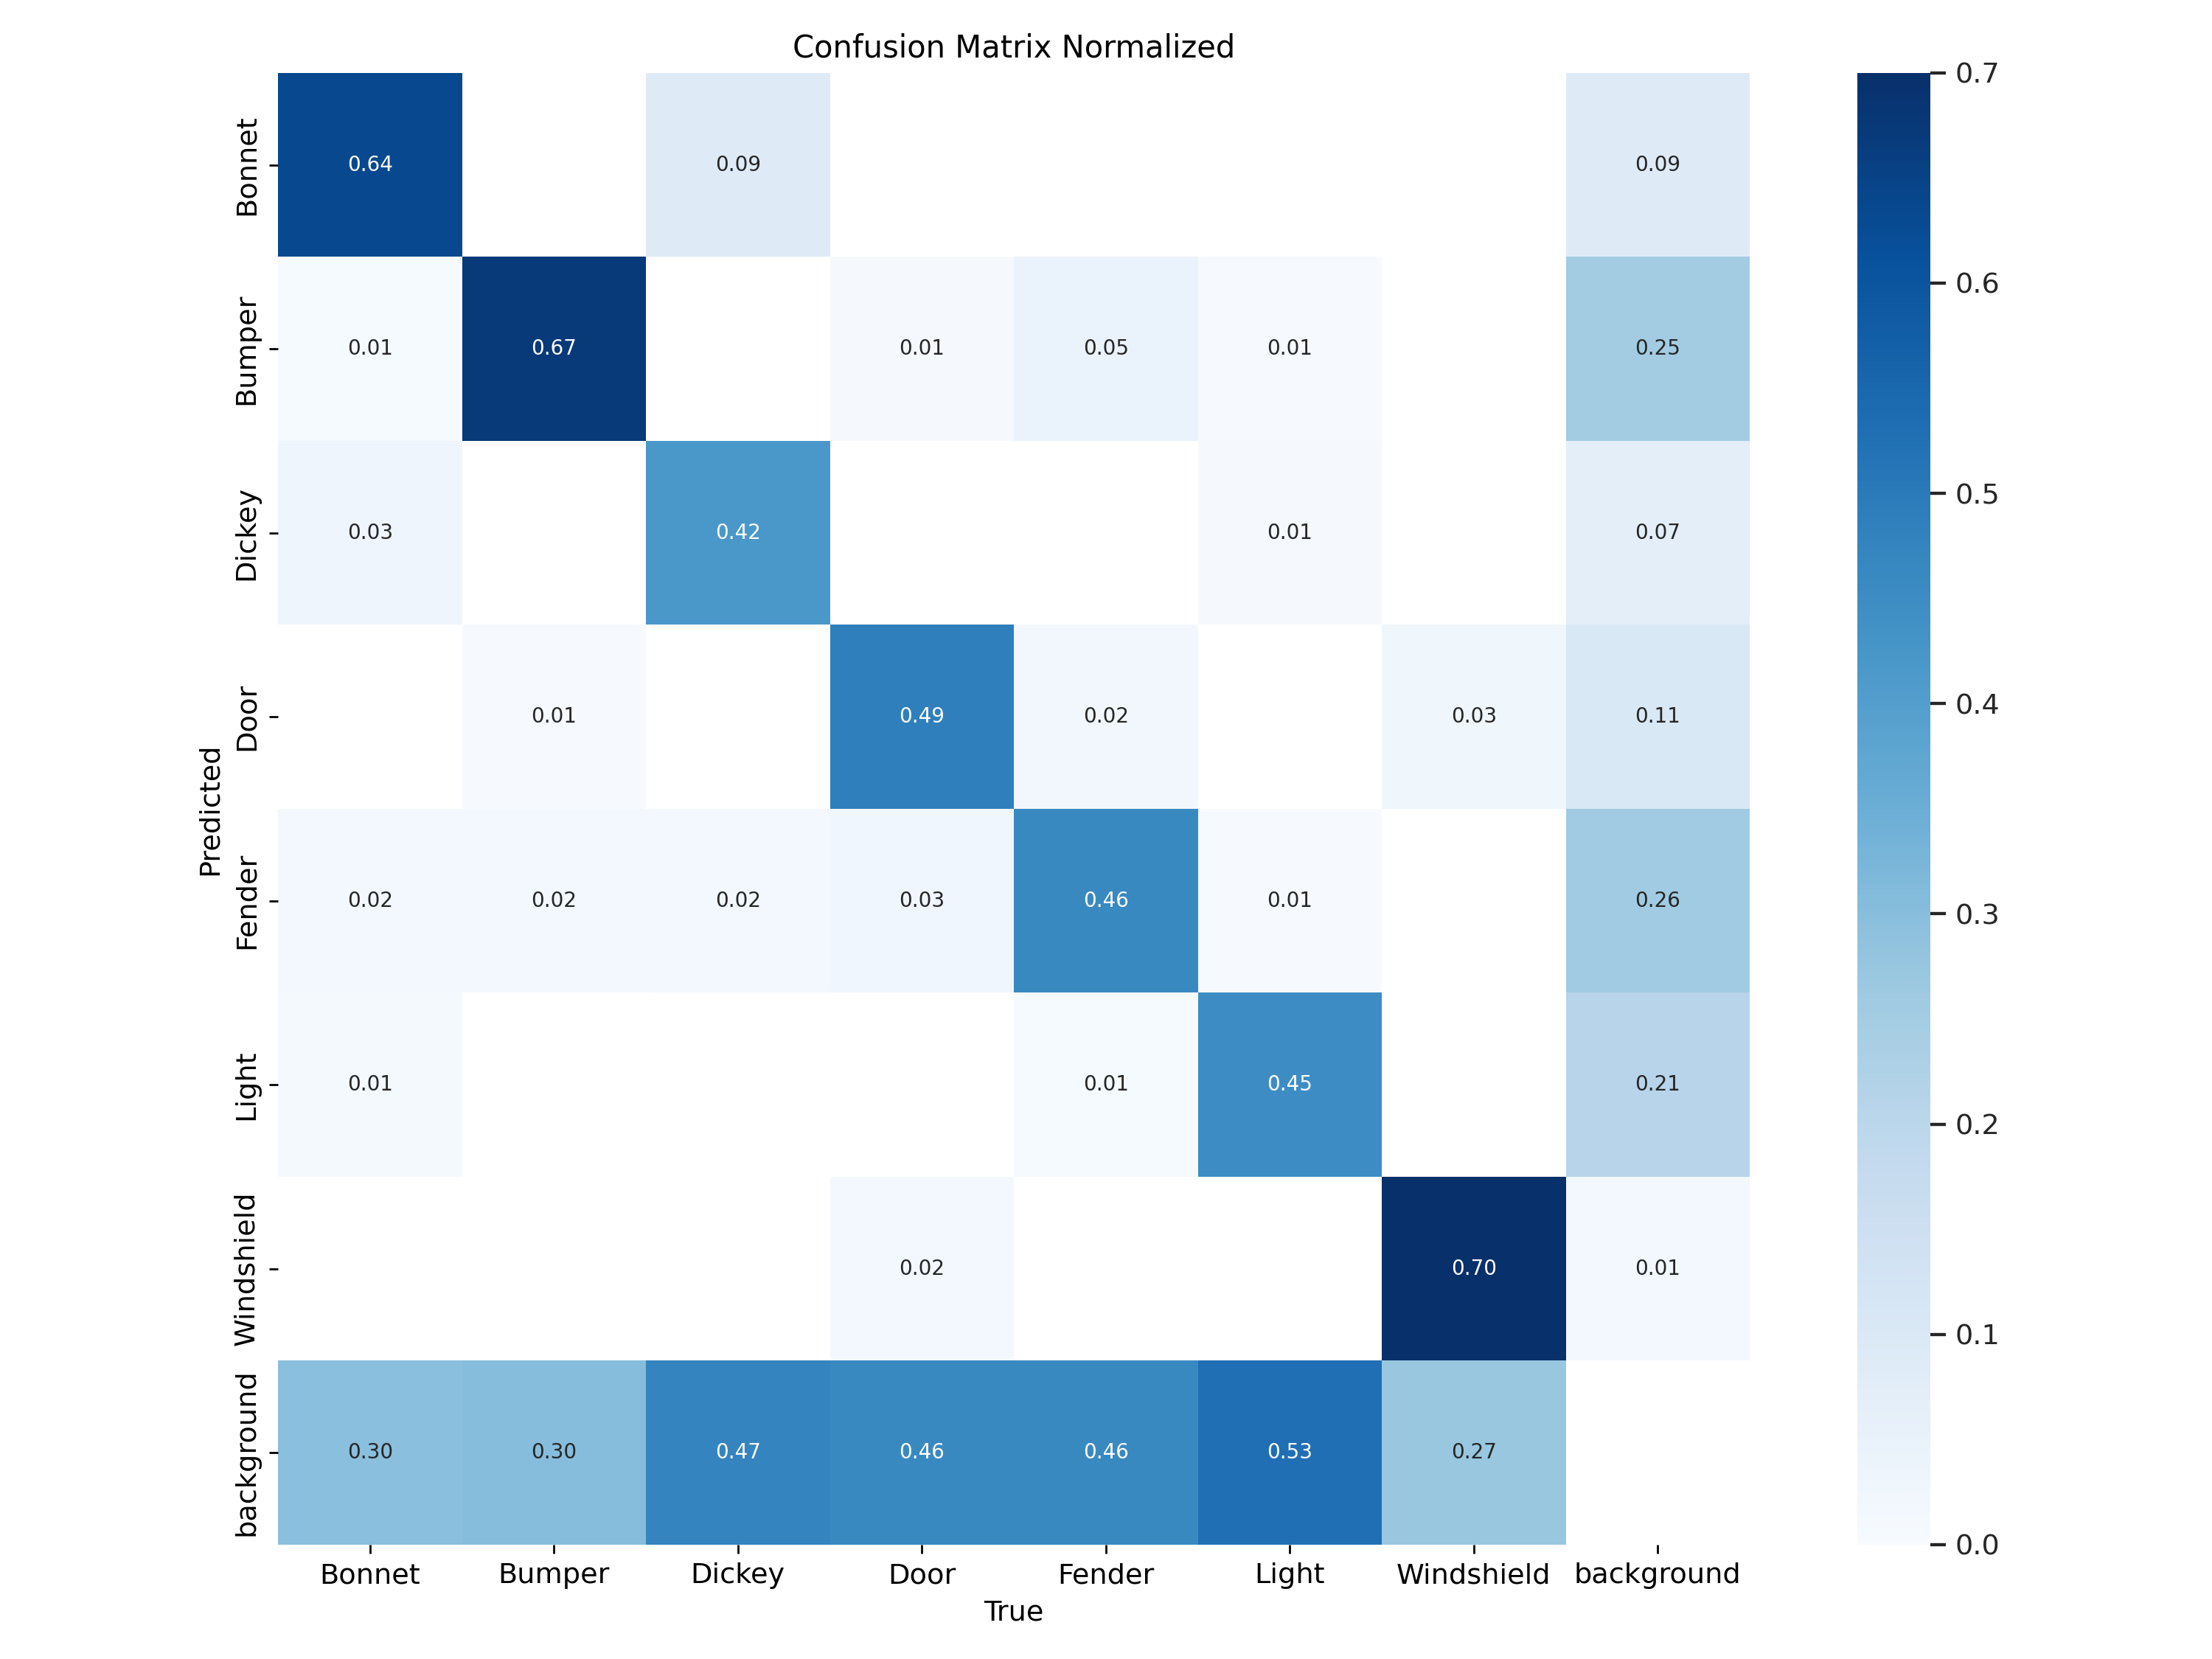 Confusion Matrix Normalized
Bonnet 0.64 0.09 0.09
Bumper 0.01 0.67 0.01 0.05 0.01 0.25
Dickey 0.03 0.42 0.01 0.07
Door 0.01 0.49 0.02 0.03 0.11
Fender 0.02 0.02 0.02 0.03 0.46 0.01 0.26
Light 0.01 0.01 0.45 0.21
Windshield 0.02 0.70 0.01
background 0.30 0.30 0.47 0.46 0.46 0.53 0.27
Predicted
Bonnet Bumper Dickey Door Fender Light Windshield background
True
0.7
0.6
0.5
0.4
0.3
0.2
0.1
0.0